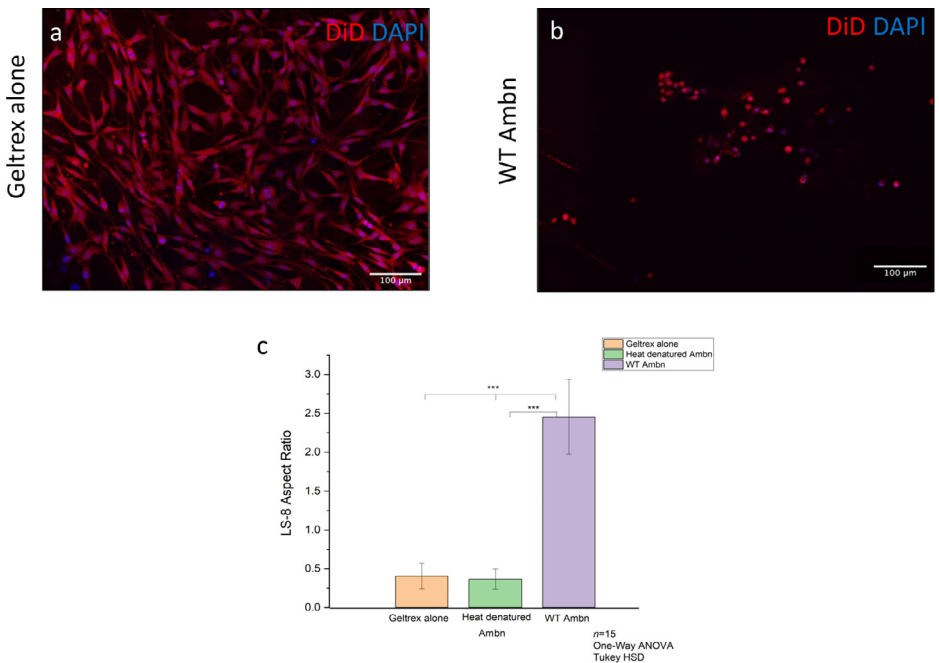 Geltrex alone
a
DiD DAPI
100 µm
WT Ambn
b
DiD DAPI
100 µm
c
Geltrex alone
Heat denatured Ambn
WT Ambn
LS-8 Aspect Ratio
3.0
2.5
2.0
1.5
1.0
0.5
0.0
***
***
Geltrex alone
Heat denatured
Ambn
WT Ambn
n=15
One-Way ANOVA
Tukey HSD